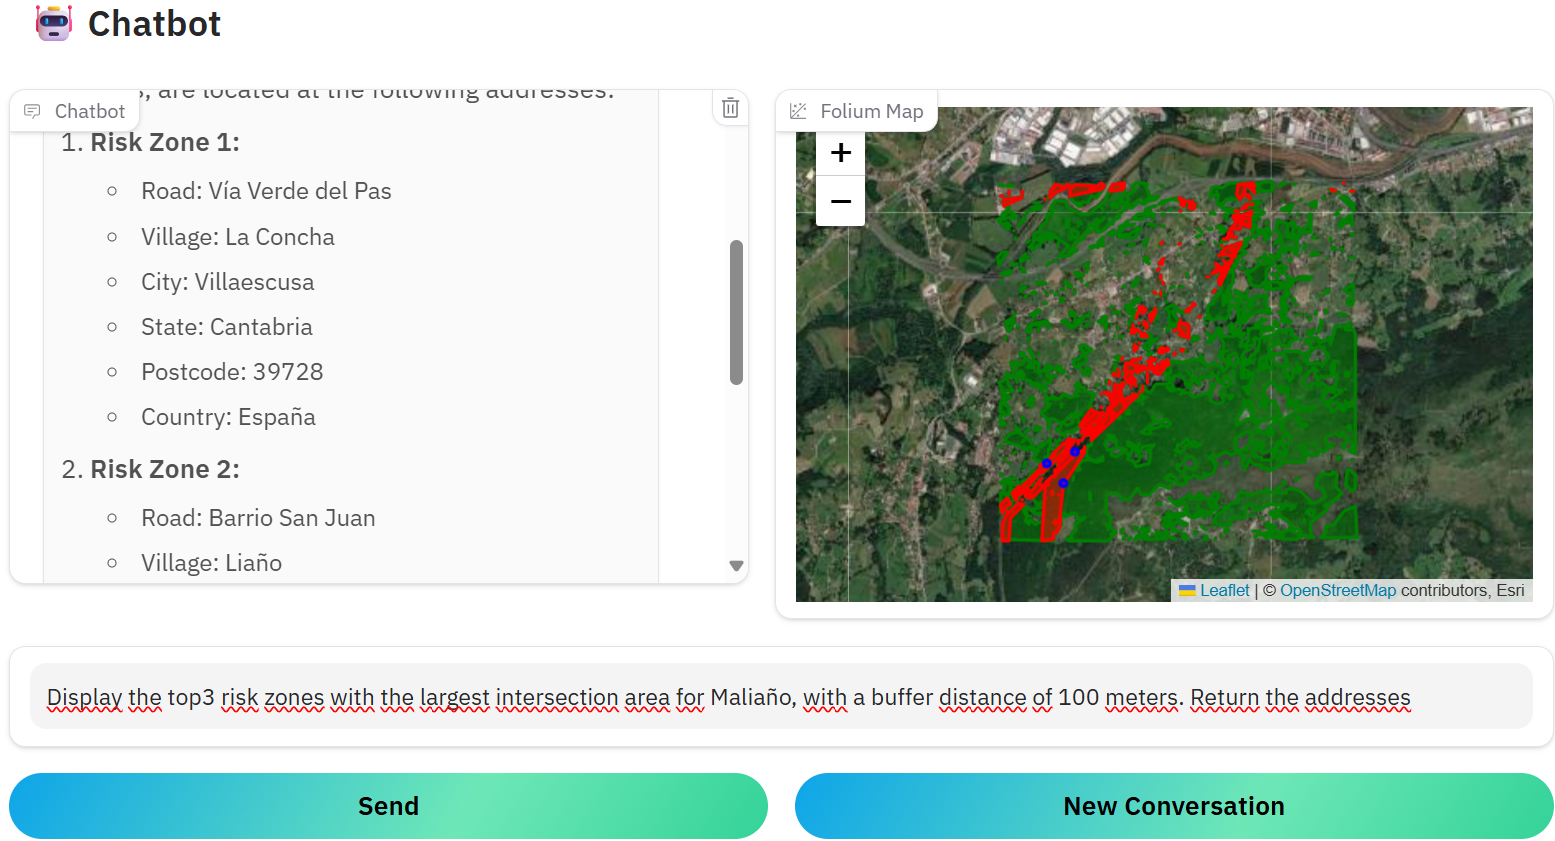 Chatbot
Chatbot
, are located at the following addresses:
1. Risk Zone 1:
Road: Vía Verde del Pas
Village: La Concha
City: Villaescusa
State: Cantabria
Postcode: 39728
Country: España
2. Risk Zone 2:
Road: Barrio San Juan
Village: Liaño
Folium Map
+
−
Leaflet | © OpenStreetMap contributors, Esri
Display the top3 risk zones with the largest intersection area for Maliaño, with a buffer distance of 100 meters. Return the addresses
Send
New Conversation